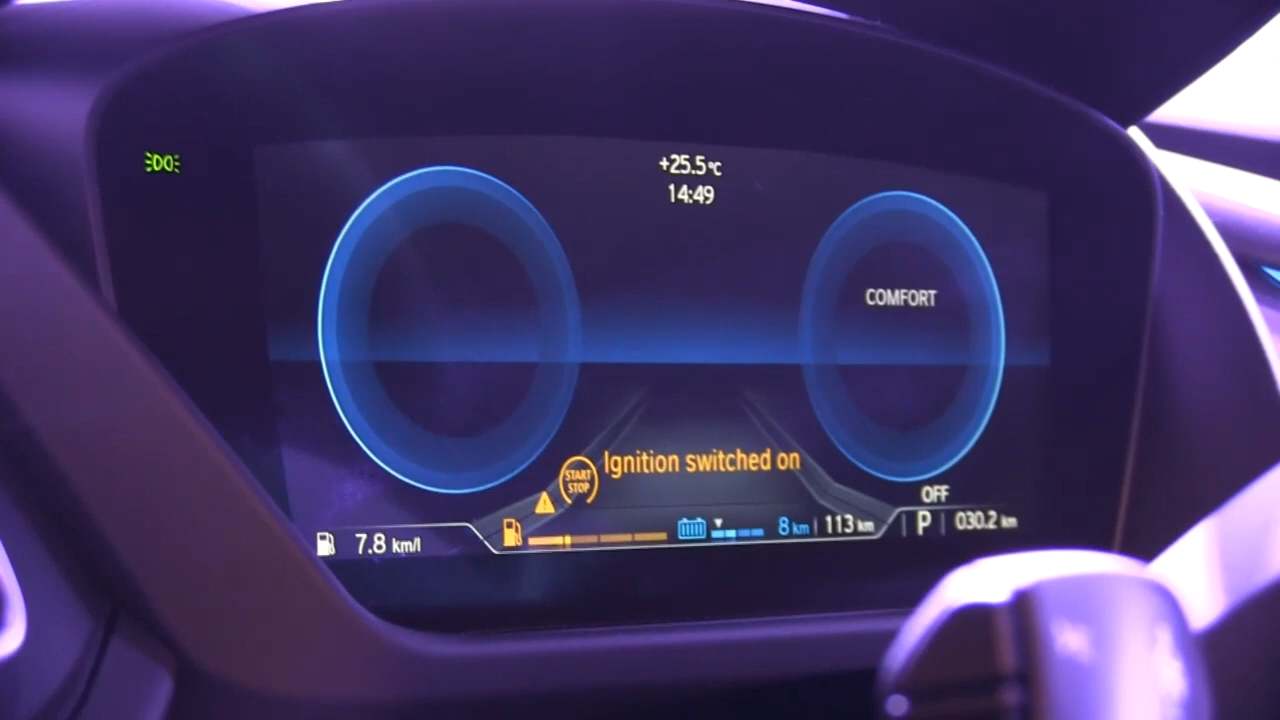 +25.5°C
14:49
COMFORT
START
STOP
Ignition switched on
OFF
7.8 km/l
8 km
113 km
P
030.2 km